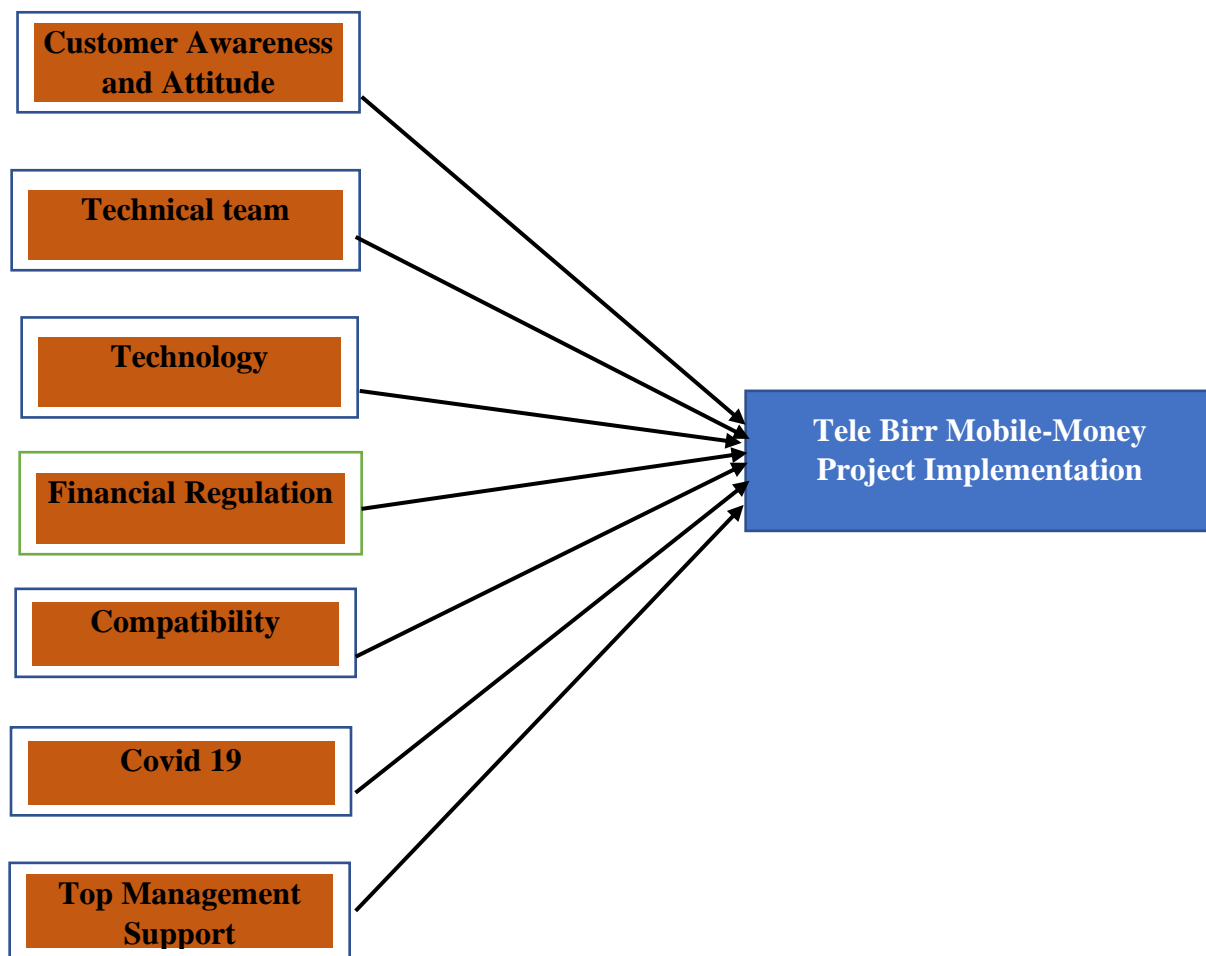 Customer Awareness
and Attitude
Technical team
Technology
Tele Birr Mobile-Money
Project Implementation
Financial Regulation
Compatibility
Covid 19
Top Management
Support